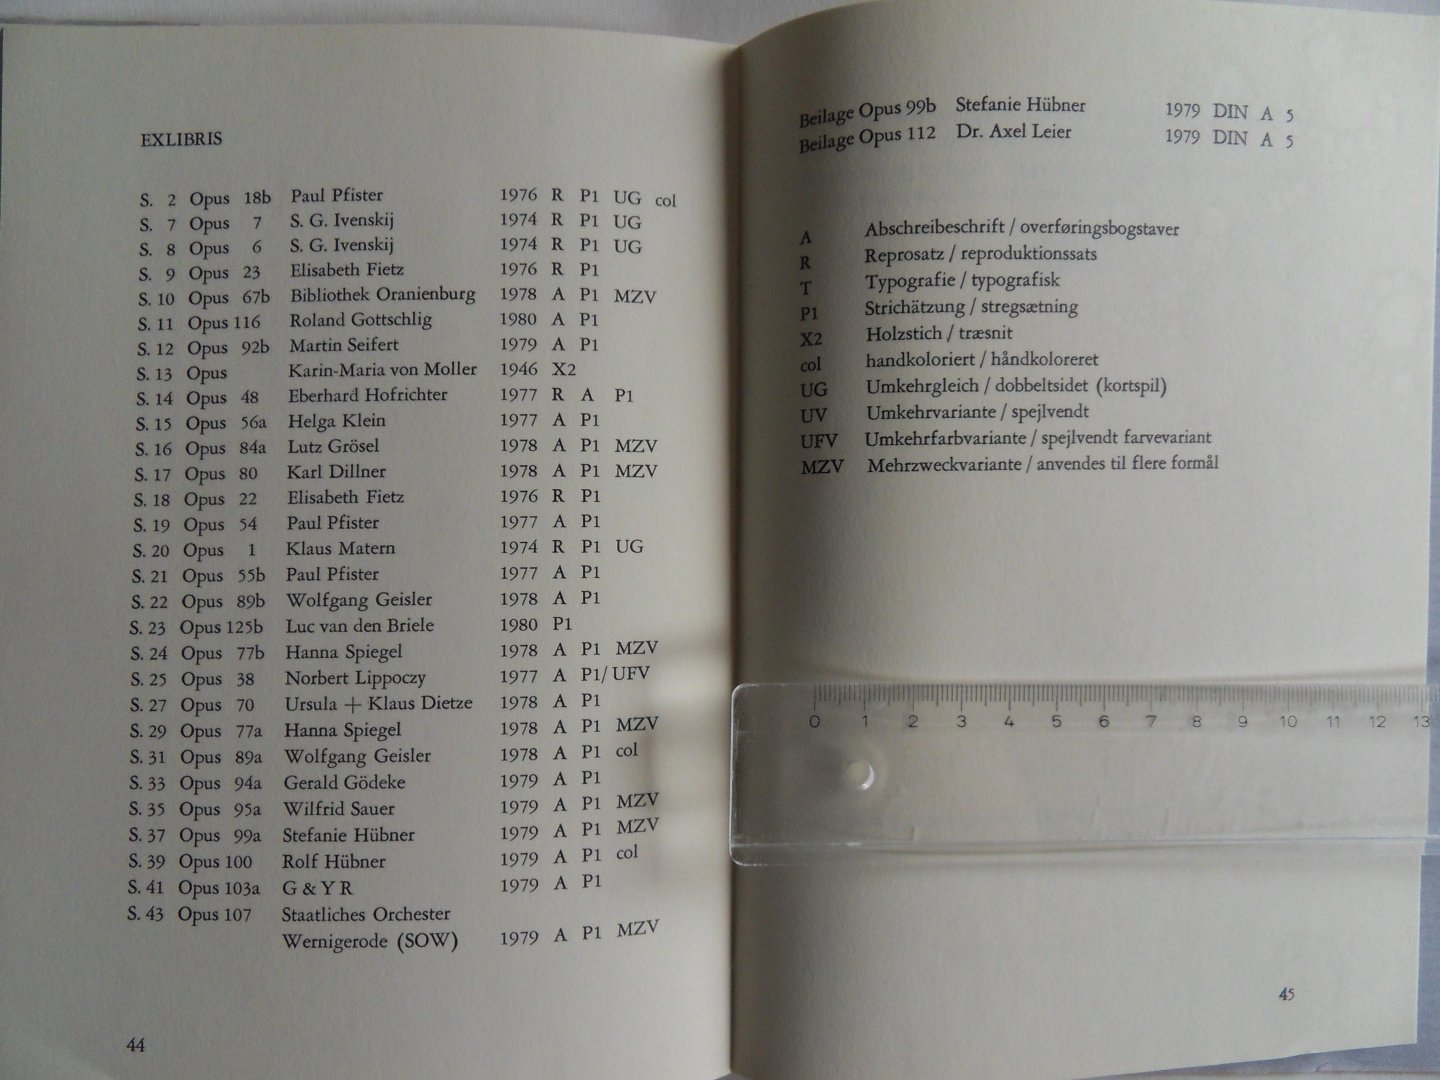 EXLIBRIS
S. 2 Opus 18b Paul Pfister 1976 R P1 UG col
S. 7 Opus 7 S. G. Ivenskij 1974 R P1 UG
S. 8 Opus 6 S. G. Ivenskij 1974 R P1 UG
S. 9 Opus 23 Elisabeth Fietz 1976 R P1
S. 10 Opus 67b Bibliothek Oranienburg 1978 A P1 MZV
S. 11 Opus 116 Roland Gottschlig 1980 A P1
S. 12 Opus 92b Martin Seifert 1979 A P1
S. 13 Opus Karin-Maria von Moller 1946 X2
S. 14 Opus 48 Eberhard Hofrichter 1977 R A P1
S. 15 Opus 56a Helga Klein 1977 A P1
S. 16 Opus 84a Lutz Grösel 1978 A P1 MZV
S. 17 Opus 80 Karl Dillner 1978 A P1 MZV
S. 18 Opus 22 Elisabeth Fietz 1976 R P1
S. 19 Opus 54 Paul Pfister 1977 A P1
S. 20 Opus 1 Klaus Matern 1974 R P1 UG
S. 21 Opus 55b Paul Pfister 1977 A P1
S. 22 Opus 89b Wolfgang Geisler 1978 A P1
S. 23 Opus 125b Luc van den Briele 1980 P1
S. 24 Opus 77b Hanna Spiegel 1978 A P1 MZV
S. 25 Opus 38 Norbert Lippoczy 1977 A P1/UFV
S. 27 Opus 70 Ursula + Klaus Dietze 1978 A P1
S. 29 Opus 77a Hanna Spiegel 1978 A P1 MZV
S. 31 Opus 89a Wolfgang Geisler 1978 A P1 col
S. 33 Opus 94a Gerald Gödeke 1979 A P1
S. 35 Opus 95a Wilfrid Sauer 1979 A P1 MZV
S. 37 Opus 99a Stefanie Hübner 1979 A P1 MZV
S. 39 Opus 100 Rolf Hübner 1979 A P1 col
S. 41 Opus 103a G & Y R 1979 A P1
S. 43 Opus 107 Staatliches Orchester
Wernigerode (SOW) 1979 A P1 MZV
44
Beilage Opus 99b Stefanie Hübner 1979 DIN A 5
Beilage Opus 112 Dr. Axel Leier 1979 DIN A 5
A Abschreibeschrift / overføringsbogstaver
R Reprosatz / reproduktionssats
T Typografie / typografisk
P1 Strichätzung / stregsætning
X2 Holzstich / træsnit
col handkoloriert / håndkoloreret
UG Umkehrgleich / dobbeltsidet (kortspil)
UV Umkehrvariante / spejlvendt
UFV Umkehrfarbvariante / spejlvendt farvevariant
MZV Mehrzweckvariante / anvendes til flere formål
0 1 2 3 4 5 6 7 8 9 10 11 12 13
45